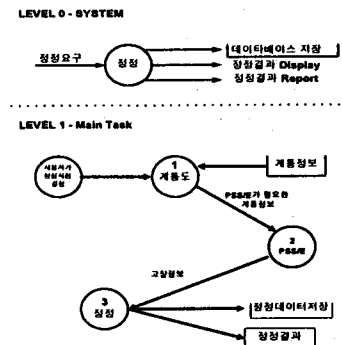 LEVEL 0 - SYSTEM
정정요구
정정
데이타베이스 저장
정정결과 Display
정정결과 Report
LEVEL 1 - Main Task
1
계통도
계통정보
PSS/E가 필요한
계통정보
2
PSS/E
고장정보
3
정정
정정데이터저장
정정결과